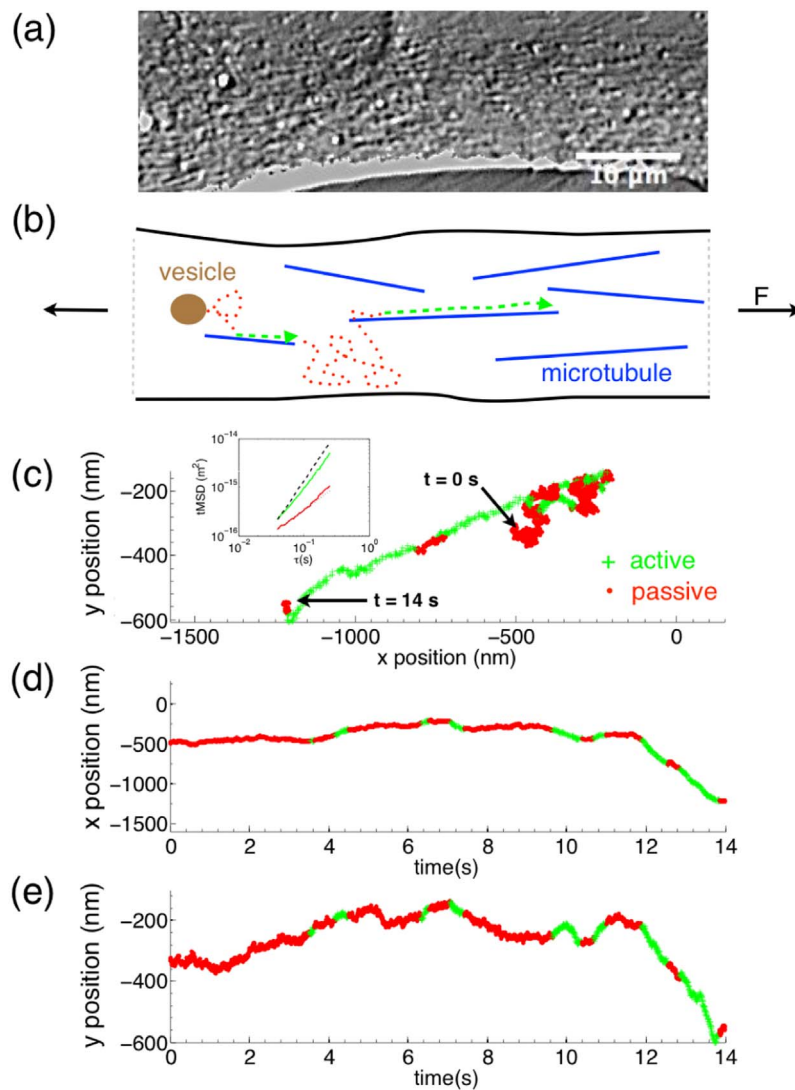 (a)
10 μm
(b)
vesicle
F
microtubule
(c)
y position (nm)
−200
−400
−600
tMSD (m²)
10⁻¹⁴
10⁻¹⁵
10⁻¹⁶
10⁻² 10⁻¹ 10⁰
τ(s)
t = 0 s
+ active
• passive
t = 14 s
−1500 −1000 −500 0
x position (nm)
(d)
x position (nm)
0
−500
−1000
−1500
0 2 4 6 8 10 12 14
time(s)
(e)
y position (nm)
−200
−400
−600
0 2 4 6 8 10 12 14
time(s)